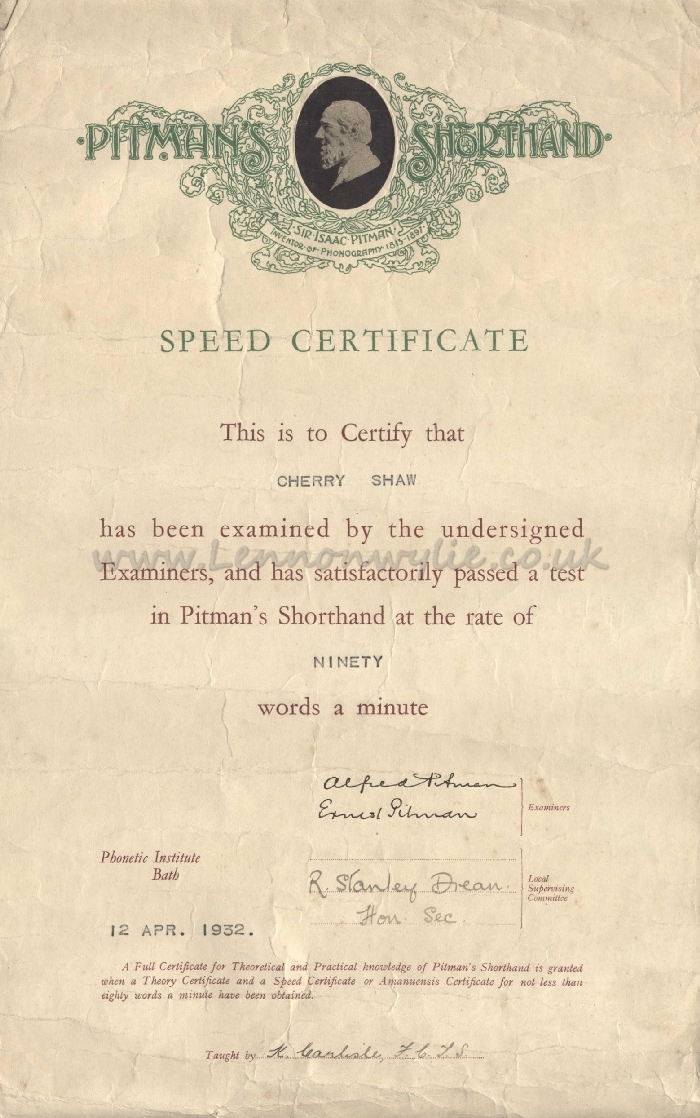 ·PITMAN'S SHORTHAND·
·SIR·ISAAC·PITMAN·
INVENTOR·OF·PHONOGRAPHY·1813-1897
SPEED CERTIFICATE
This is to Certify that
CHERRY SHAW
has been examined by the undersigned
www.Lennonwylie.co.uk
Examiners, and has satisfactorily passed a test
in Pitman's Shorthand at the rate of
NINETY
words a minute
Alfred Pitman
Ernest Pitman
Examiners
Phonetic Institute
Bath
R. Stanley Drean.
Hon. Sec.
Local
Supervising
Committee
12 APR. 1932.
A Full Certificate for Theoretical and Practical knowledge of Pitman's Shorthand is granted
when a Theory Certificate and a Speed Certificate or Amanuensis Certificate for not less than
eighty words a minute have been obtained.
Taught by K. Carlisle, F.C.T.S.